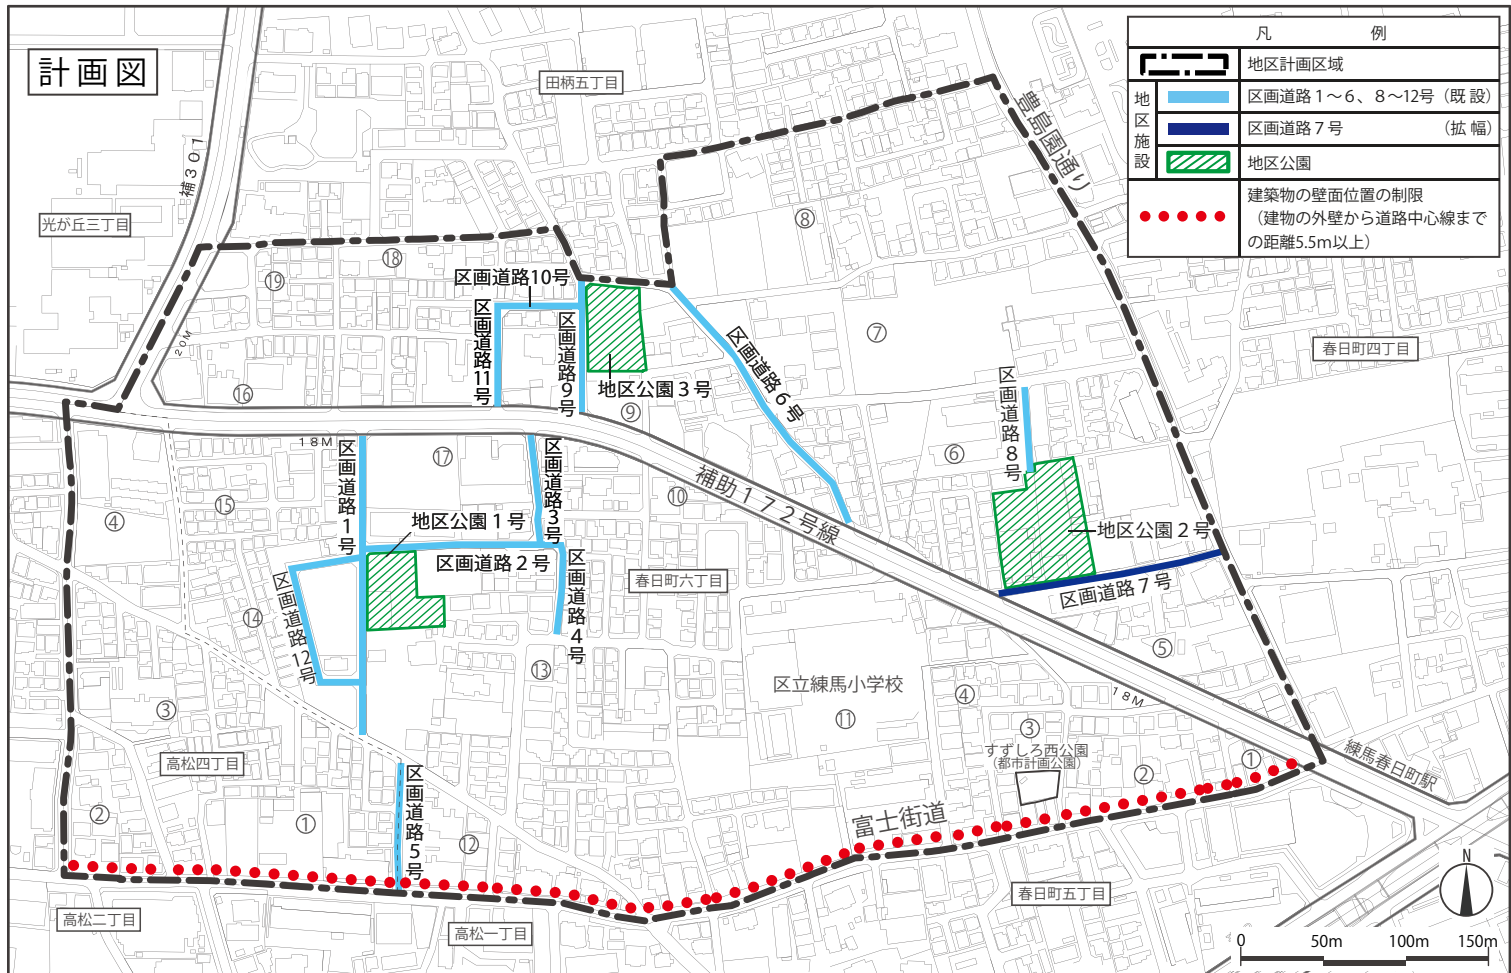 計画図
凡 例
地区計画区域
地区施設
区画道路1～6、8～12号（既 設）
区画道路7号 （拡 幅）
地区公園
建築物の壁面位置の制限
（建物の外壁から道路中心線まで
の距離5.5m以上）
田柄五丁目
豊島園通り
補301
光が丘三丁目
⑧
⑱
⑲
区画道路10号
区画道路11号
区画道路9号
地区公園3号
区画道路6号
⑦
春日町四丁目
20M
⑯
⑨
区画道路8号
18M
区画道路1号
⑰
区画道路3号
⑥
補助172号線
⑩
⑮
④
地区公園1号
地区公園2号
区画道路2号
区画道路4号
春日町六丁目
区画道路7号
区画道路12号
⑭
⑬
⑤
区立練馬小学校
⑪
④
18M
③
③
すずしろ西公園
（都市計画公園）
②
①
練馬春日町駅
高松四丁目
区画道路5号
②
①
⑫
富士街道
高松二丁目
高松一丁目
春日町五丁目
N
0 50m 100m 150m